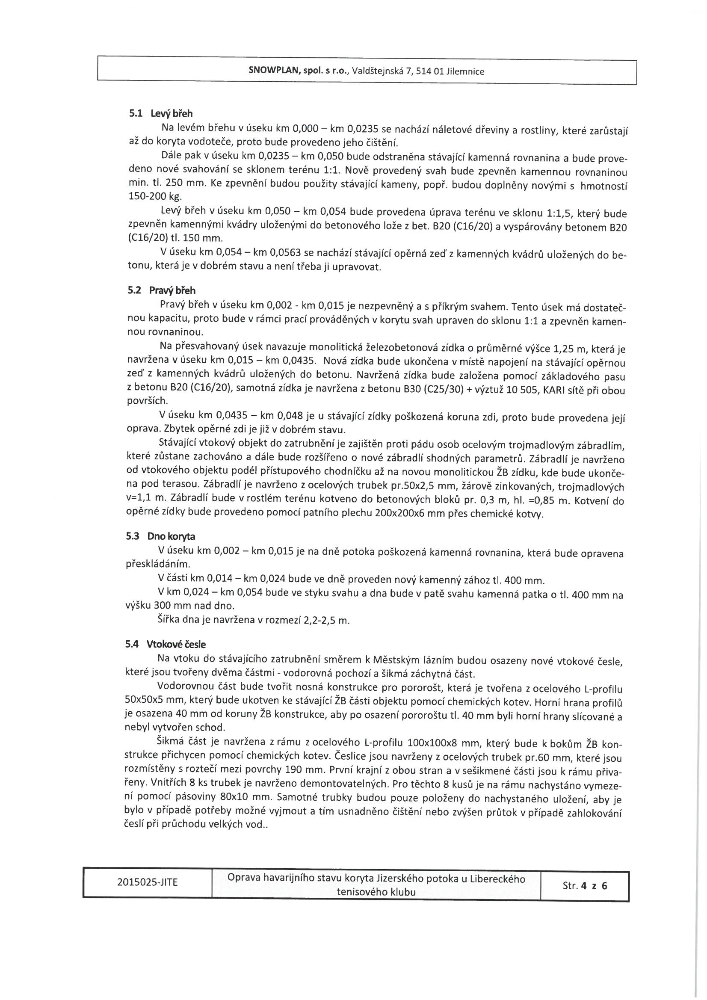 SNOWPLAN, spol. s r.o., Valdštejnská 7, 514 01 Jilemnice
5.1 Levý břeh
Na levém břehu v úseku km 0,000 – km 0,0235 se nachází náletové dřeviny a rostliny, které zarůstají
až do koryta vodoteče, proto bude provedeno jeho čištění.
Dále pak v úseku km 0,0235 – km 0,050 bude odstraněna stávající kamenná rovnanina a bude prove-
deno nové svahování se sklonem terénu 1:1. Nově provedený svah bude zpevněn kamennou rovnaninou
min. tl. 250 mm. Ke zpevnění budou použity stávající kameny, popř. budou doplněny novými s hmotností
150-200 kg.
Levý břeh v úseku km 0,050 – km 0,054 bude provedena úprava terénu ve sklonu 1:1,5, který bude
zpevněn kamennými kvádry uloženými do betonového lože z bet. B20 (C16/20) a vyspárovány betonem B20
(C16/20) tl. 150 mm.
V úseku km 0,054 – km 0,0563 se nachází stávající opěrná zeď z kamenných kvádrů uložených do be-
tonu, která je v dobrém stavu a není třeba ji upravovat.
5.2 Pravý břeh
Pravý břeh v úseku km 0,002 - km 0,015 je nezpevněný a s příkrým svahem. Tento úsek má dostateč-
nou kapacitu, proto bude v rámci prací prováděných v korytu svah upraven do sklonu 1:1 a zpevněn kamen-
nou rovnaninou.
Na přesvahovaný úsek navazuje monolitická železobetonová zídka o průměrné výšce 1,25 m, která je
navržena v úseku km 0,015 – km 0,0435. Nová zídka bude ukončena v místě napojení na stávající opěrnou
zeď z kamenných kvádrů uložených do betonu. Navržená zídka bude založena pomocí základového pasu
z betonu B20 (C16/20), samotná zídka je navržena z betonu B30 (C25/30) + výztuž 10 505, KARI sítě při obou
površích.
V úseku km 0,0435 – km 0,048 je u stávající zídky poškozená koruna zdi, proto bude provedena její
oprava. Zbytek opěrné zdi je již v dobrém stavu.
Stávající vtokový objekt do zatrubnění je zajištěn proti pádu osob ocelovým trojmadlovým zábradlím,
které zůstane zachováno a dále bude rozšířeno o nové zábradlí shodných parametrů. Zábradlí je navrženo
od vtokového objektu podél přístupového chodníčku až na novou monolitickou ŽB zídku, kde bude ukonče-
na pod terasou. Zábradlí je navrženo z ocelových trubek pr.50x2,5 mm, žárově zinkovaných, trojmadlových
v=1,1 m. Zábradlí bude v rostlém terénu kotveno do betonových bloků pr. 0,3 m, hl. =0,85 m. Kotvení do
opěrné zídky bude provedeno pomocí patního plechu 200x200x6 mm přes chemické kotvy.
5.3 Dno koryta
V úseku km 0,002 – km 0,015 je na dně potoka poškozená kamenná rovnanina, která bude opravena
přeskládáním.
V části km 0,014 – km 0,024 bude ve dně proveden nový kamenný zához tl. 400 mm.
V km 0,024 – km 0,054 bude ve styku svahu a dna bude v patě svahu kamenná patka o tl. 400 mm na
výšku 300 mm nad dno.
Šířka dna je navržena v rozmezí 2,2-2,5 m.
5.4 Vtokové česle
Na vtoku do stávajícího zatrubnění směrem k Městským lázním budou osazeny nové vtokové česle,
které jsou tvořeny dvěma částmi - vodorovná pochozí a šikmá záchytná část.
Vodorovnou část bude tvořit nosná konstrukce pro pororošt, která je tvořena z ocelového L-profilu
50x50x5 mm, který bude ukotven ke stávající ŽB části objektu pomocí chemických kotev. Horní hrana profilů
je osazena 40 mm od koruny ŽB konstrukce, aby po osazení pororoštu tl. 40 mm byli horní hrany slícované a
nebyl vytvořen schod.
Šikmá část je navržena z rámu z ocelového L-profilu 100x100x8 mm, který bude k bokům ŽB kon-
strukce přichycen pomocí chemických kotev. Česlice jsou navrženy z ocelových trubek pr.60 mm, které jsou
rozmístěny s roztečí mezi povrchy 190 mm. První krajní z obou stran a v sešikmené části jsou k rámu přiva-
řeny. Vnitřích 8 ks trubek je navrženo demontovatelných. Pro těchto 8 kusů je na rámu nachystáno vymeze-
ní pomocí pásoviny 80x10 mm. Samotné trubky budou pouze položeny do nachystaného uložení, aby je
bylo v případě potřeby možné vyjmout a tím usnadněno čištění nebo zvýšen průtok v případě zahlokování
česlí při průchodu velkých vod..
2015025-JITE
Oprava havarijního stavu koryta Jizerského potoka u Libereckého
tenisového klubu
Str. 4 z 6